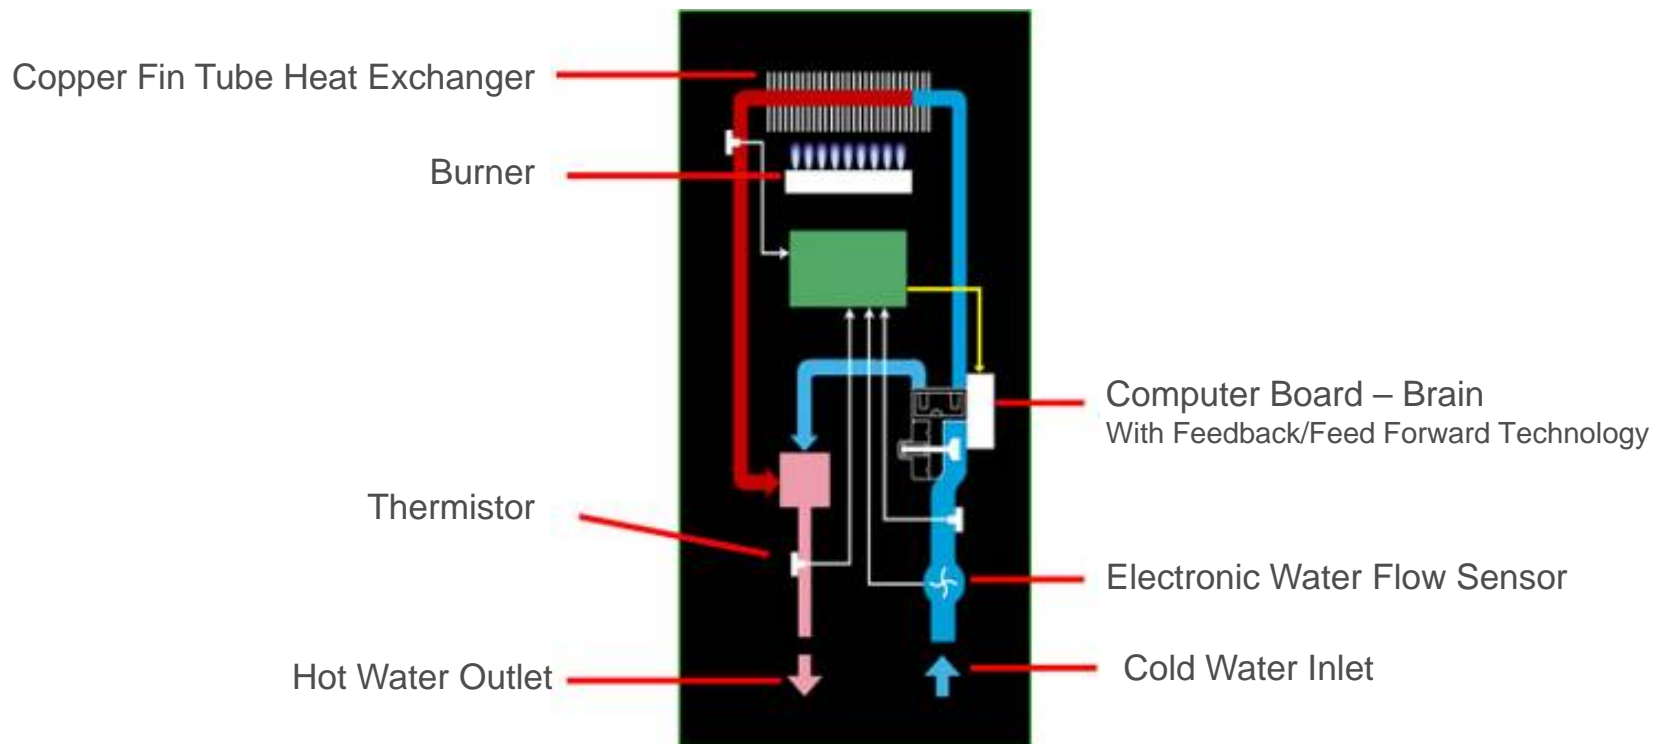 Copper Fin Tube Heat Exchanger
Burner
Thermistor
Hot Water Outlet
Computer Board – Brain
With Feedback/Feed Forward Technology
Electronic Water Flow Sensor
Cold Water Inlet